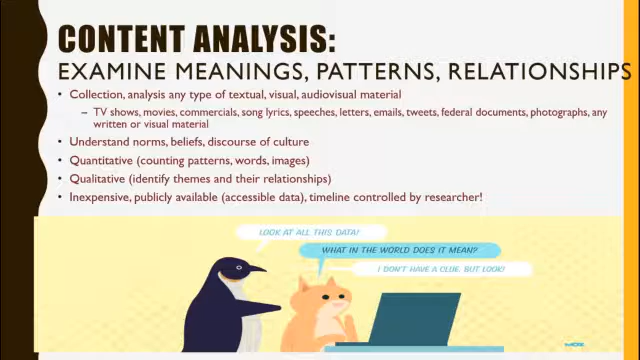 CONTENT ANALYSIS:
EXAMINE MEANINGS, PATTERNS, RELATIONSHIPS
• Collection, analysis any type of textual, visual, audiovisual material
– TV shows, movies, commercials, song lyrics, speeches, letters, emails, tweets, federal documents, photographs, any
written or visual material
• Understand norms, beliefs, discourse of culture
• Quantitative (counting patterns, words, images)
• Qualitative (identify themes and their relationships)
• Inexpensive, publicly available (accessible data), timeline controlled by researcher!
LOOK AT ALL THIS DATA!
WHAT IN THE WORLD DOES IT MEAN?
I DON'T HAVE A CLUE, BUT LOOK!